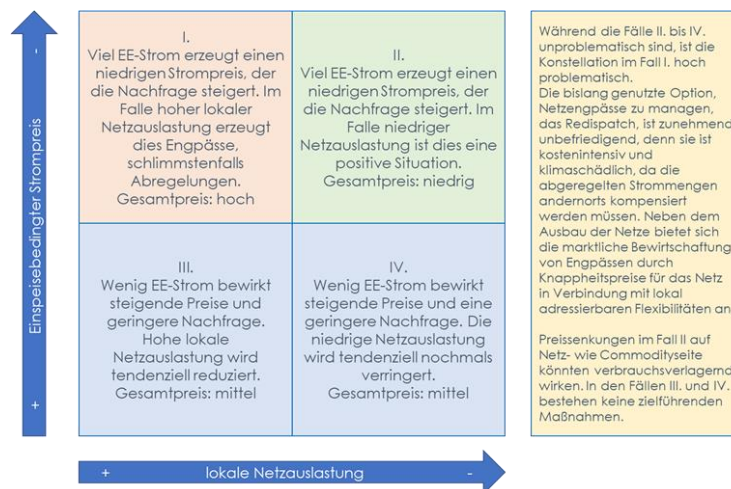 -
Einspeisebedingter Strompreis
+
I.
Viel EE-Strom erzeugt einen
niedrigen Strompreis, der
die Nachfrage steigert. Im
Falle hoher lokaler
Netzauslastung erzeugt
dies Engpässe,
schlimmstenfalls
Abregelungen.
Gesamtpreis: hoch
II.
Viel EE-Strom erzeugt einen
niedrigen Strompreis, der
die Nachfrage steigert. Im
Falle niedriger
Netzauslastung ist dies eine
positive Situation.
Gesamtpreis: niedrig
III.
Wenig EE-Strom bewirkt
steigende Preise und
geringere Nachfrage.
Hohe lokale
Netzauslastung wird
tendenziell reduziert.
Gesamtpreis: mittel
IV.
Wenig EE-Strom bewirkt
steigende Preise und eine
geringere Nachfrage. Die
niedrige Netzauslastung
wird tendenziell nochmals
verringert.
Gesamtpreis: mittel
+ lokale Netzauslastung -
Während die Fälle II. bis IV.
unproblematisch sind, ist die
Konstellation im Fall I. hoch
problematisch.
Die bislang genutzte Option,
Netzengpässe zu managen,
das Redispatch, ist zunehmend
unbefriedigend, denn sie ist
kostenintensiv und
klimaschädlich, da die
abgeregelten Strommengen
andernorts kompensiert
werden müssen. Neben dem
Ausbau der Netze bietet sich
die marktliche Bewirtschaftung
von Engpässen durch
Knappheitspreise für das Netz
in Verbindung mit lokal
adressierbaren Flexibilitäten an
Preissenkungen im Fall II auf
Netz- wie Commodityseite
könnten verbrauchsverlagernd
wirken. In den Fällen III. und IV.
bestehen keine zielführenden
Maßnahmen.